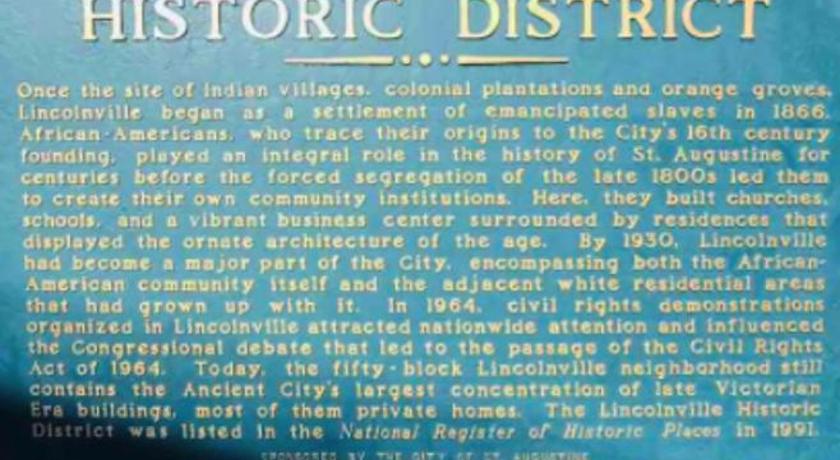 HISTORIC DISTRICT
Once the site of Indian villages, colonial plantations and orange groves,
Lincolnville began as a settlement of emancipated slaves in 1866.
African-Americans, who trace their origins to the City's 16th century
founding, played an integral role in the history of St. Augustine for
centuries before the forced segregation of the late 1800s led them
to create their own community institutions. Here, they built churches,
schools, and a vibrant business center surrounded by residences that
displayed the ornate architecture of the age. By 1930, Lincolnville
had become a major part of the City, encompassing both the African-
American community itself and the adjacent white residential areas
that had grown up with it. In 1964, civil rights demonstrations
organized in Lincolnville attracted nationwide attention and influenced
the Congressional debate that led to the passage of the Civil Rights
Act of 1964. Today, the fifty-block Lincolnville neighborhood still
contains the Ancient City's largest concentration of late Victorian
Era buildings, most of them private homes. The Lincolnville Historic
District was listed in the National Register of Historic Places in 1991.
SPONSORED BY THE CITY OF ST. AUGUSTINE